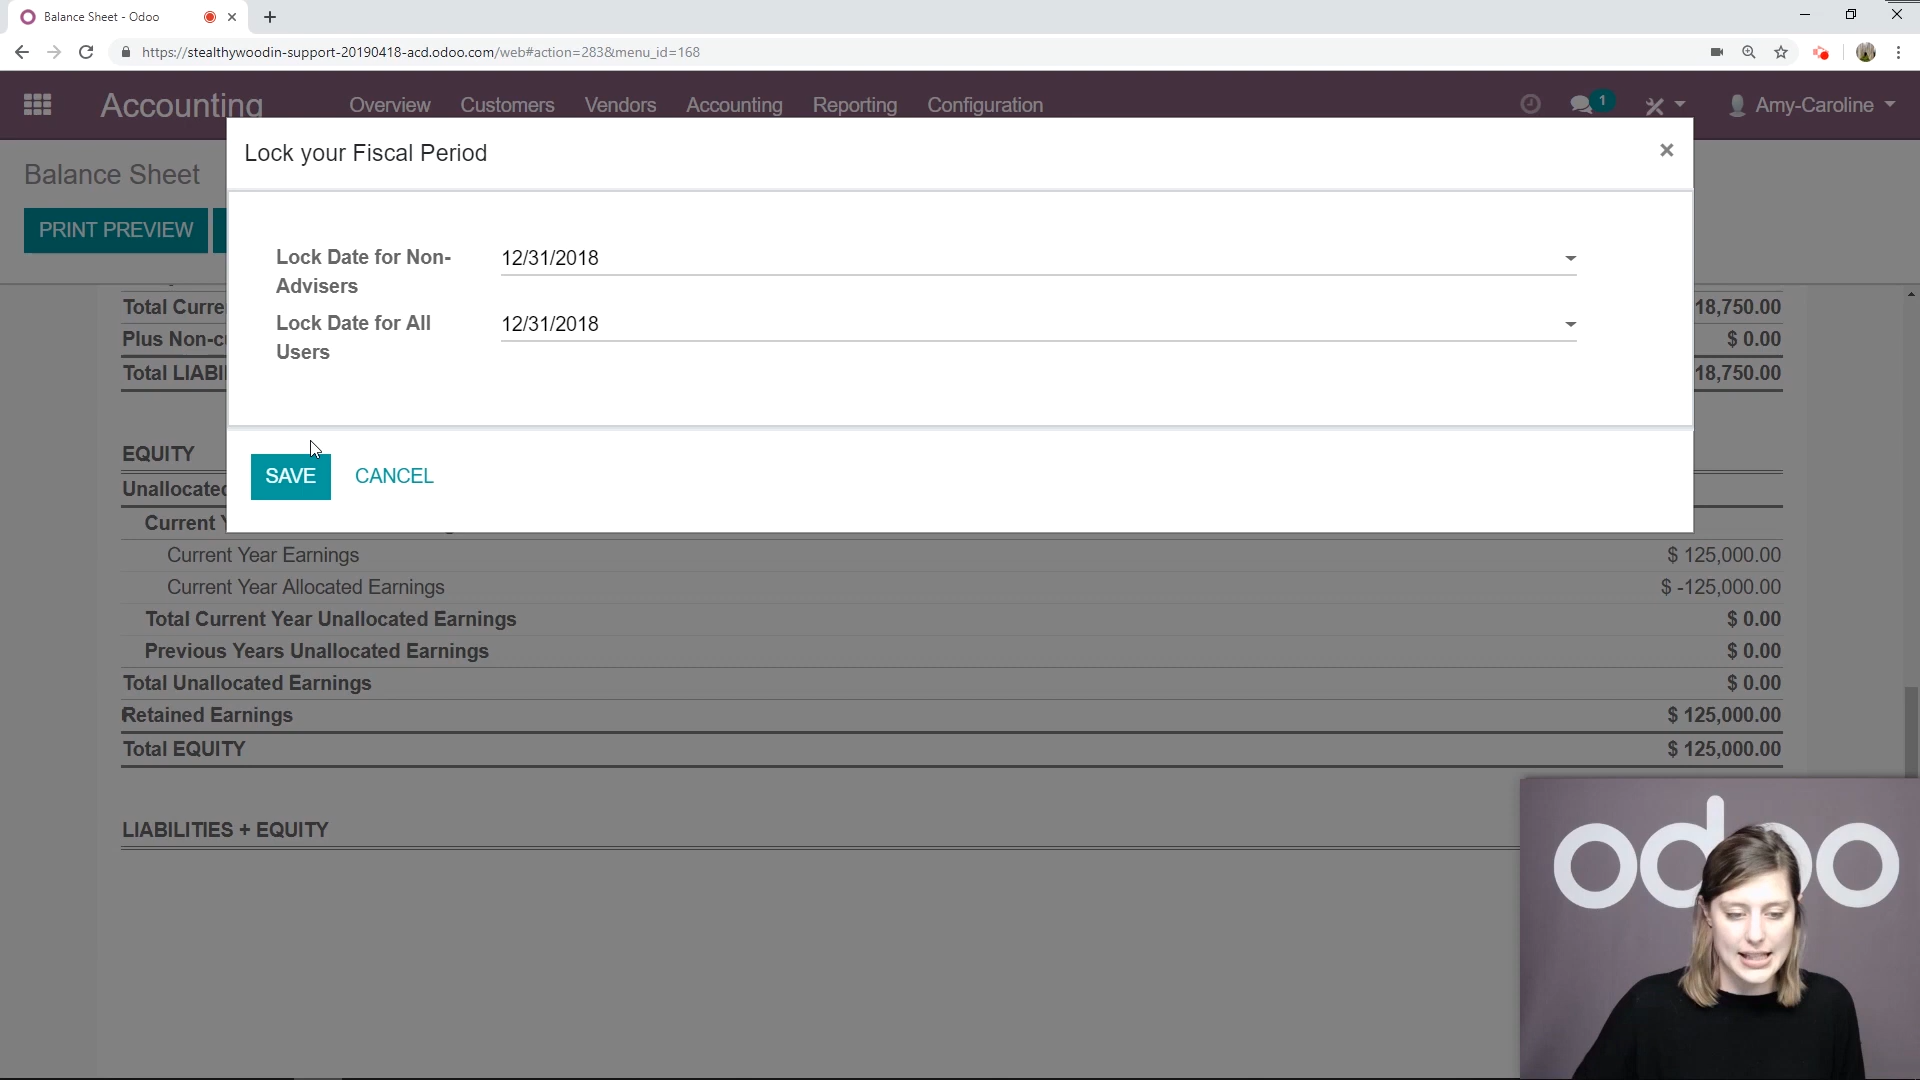 Balance Sheet - Odoo
https://stealthywoodin-support-20190418-acd.odoo.com/web#action=283&menu_id=168
Accounting Overview Customers Vendors Accounting Reporting Configuration 1 Amy-Caroline
Lock your Fiscal Period ×
Balance Sheet
PRINT PREVIEW
Lock Date for Non-
Advisers
12/31/2018
Lock Date for All
Users
12/31/2018
SAVE CANCEL
Total Curre 18,750.00
Plus Non-c $ 0.00
Total LIABI 18,750.00
EQUITY
Unallocated
Current Y
Current Year Earnings $ 125,000.00
Current Year Allocated Earnings $ -125,000.00
Total Current Year Unallocated Earnings $ 0.00
Previous Years Unallocated Earnings $ 0.00
Total Unallocated Earnings $ 0.00
Retained Earnings $ 125,000.00
Total EQUITY $ 125,000.00
LIABILITIES + EQUITY
odoo